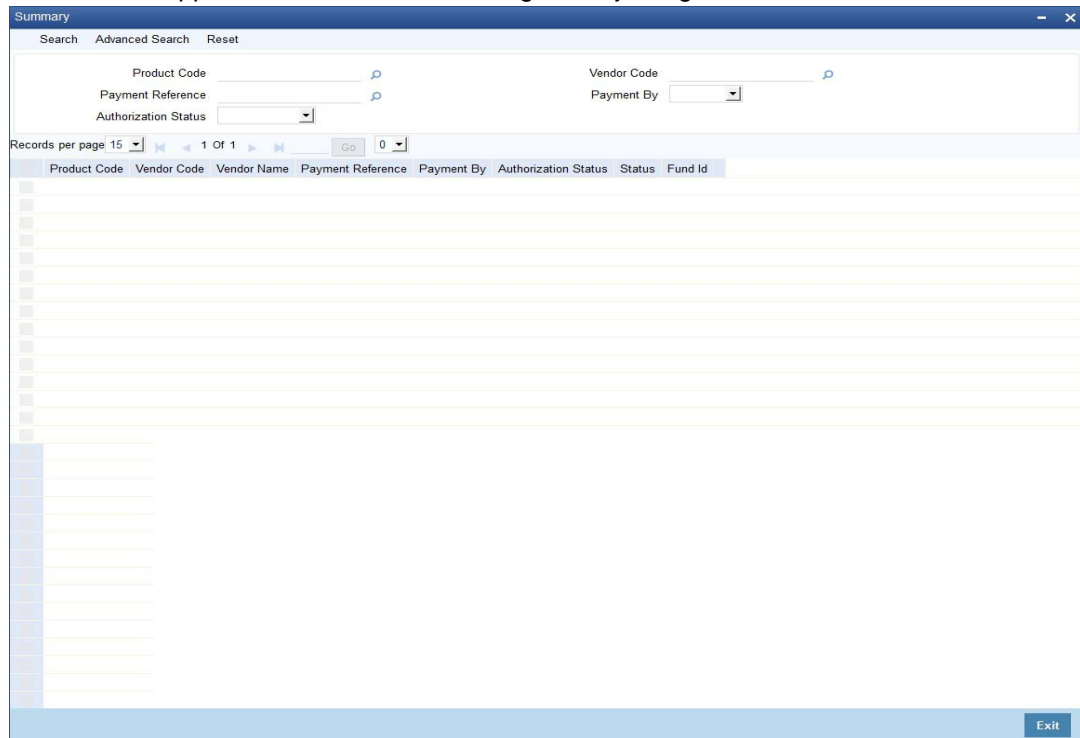 Summary
Search Advanced Search Reset
Product Code Vendor Code
Payment Reference Payment By
Authorization Status
Records per page 15 1 Of 1 Go 0
Product Code Vendor Code Vendor Name Payment Reference Payment By Authorization Status Status Fund Id
Exit